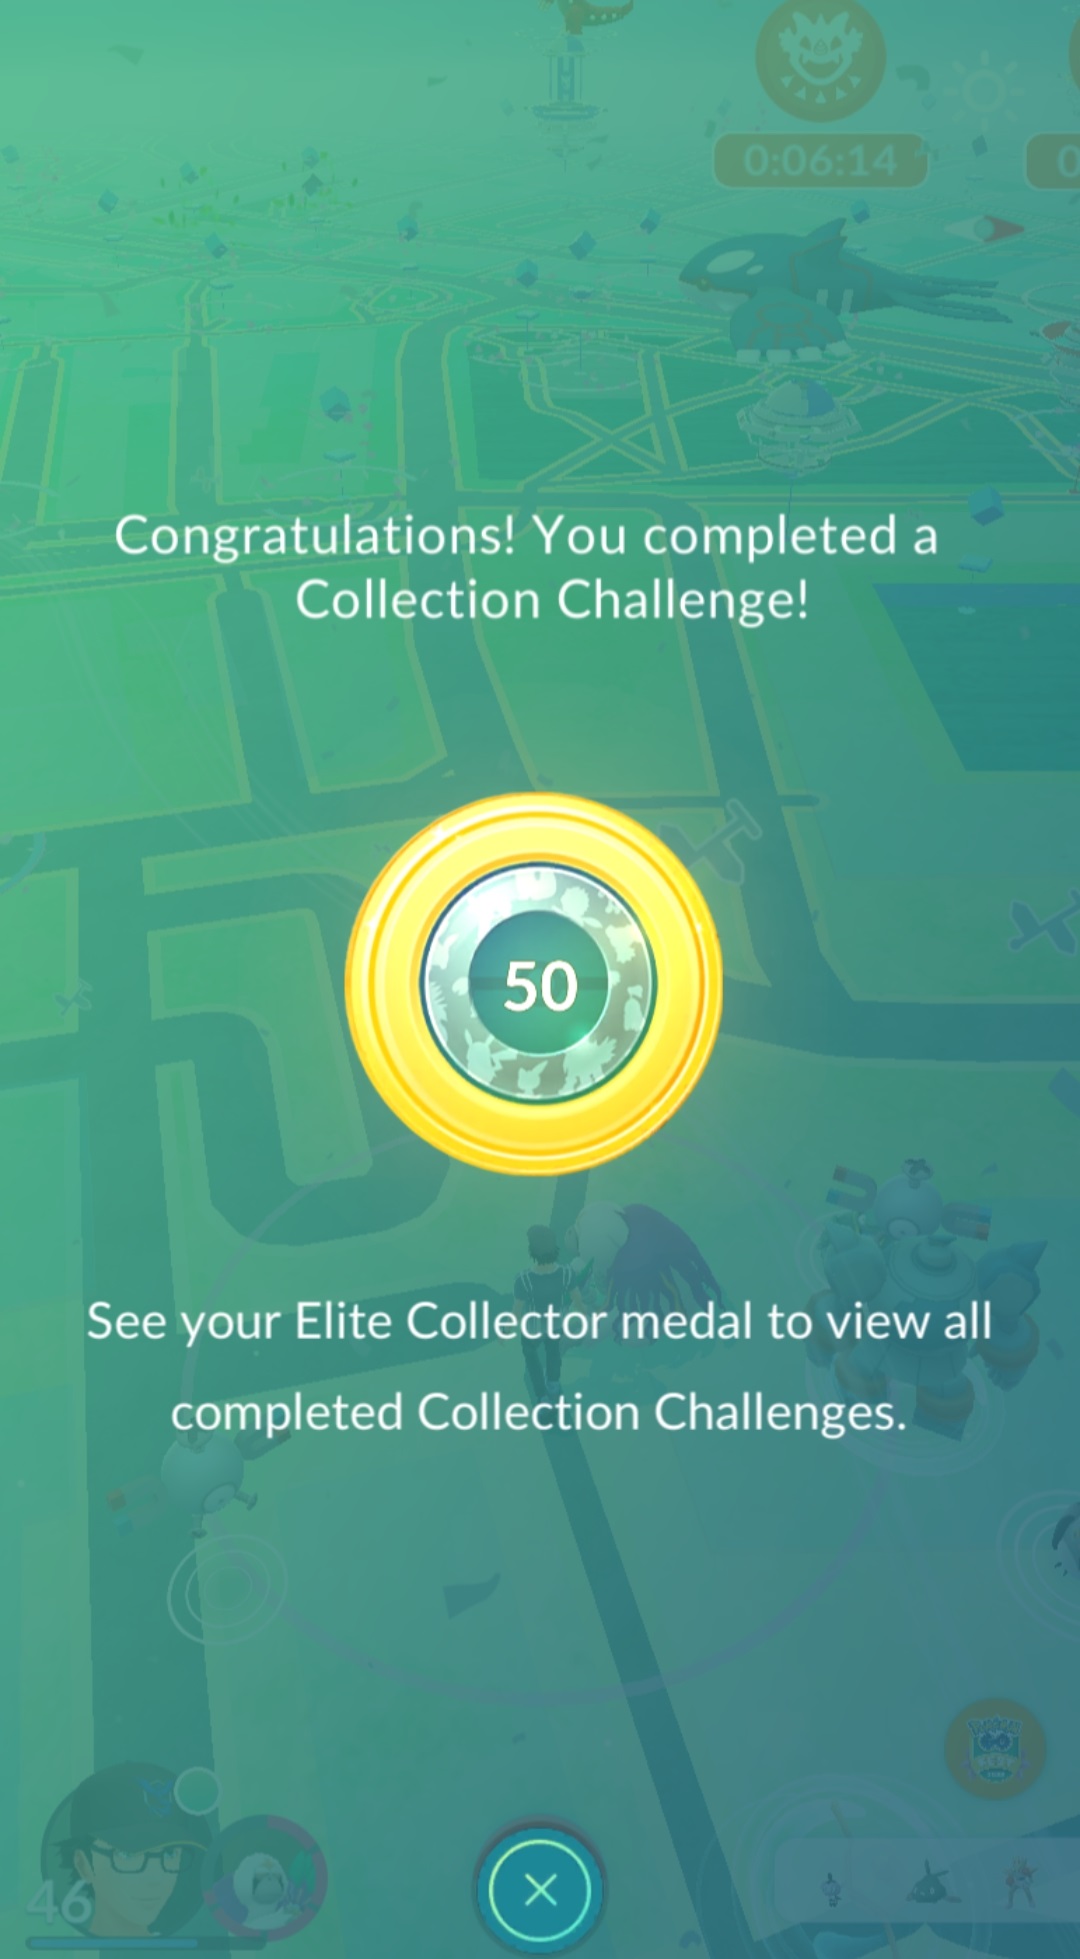 0:06:14
0
Congratulations! You completed a
Collection Challenge!
50
See your Elite Collector medal to view all
completed Collection Challenges.
46